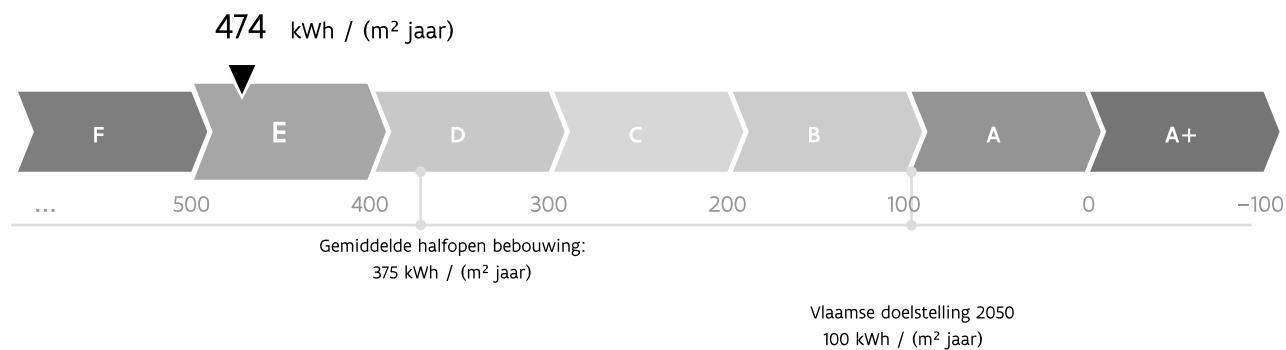 474 kWh / (m² jaar)
F E D C B A A+
... 500 400 300 200 100 0 –100
Gemiddelde halfopen bebouwing:
375 kWh / (m² jaar)
Vlaamse doelstelling 2050
100 kWh / (m² jaar)